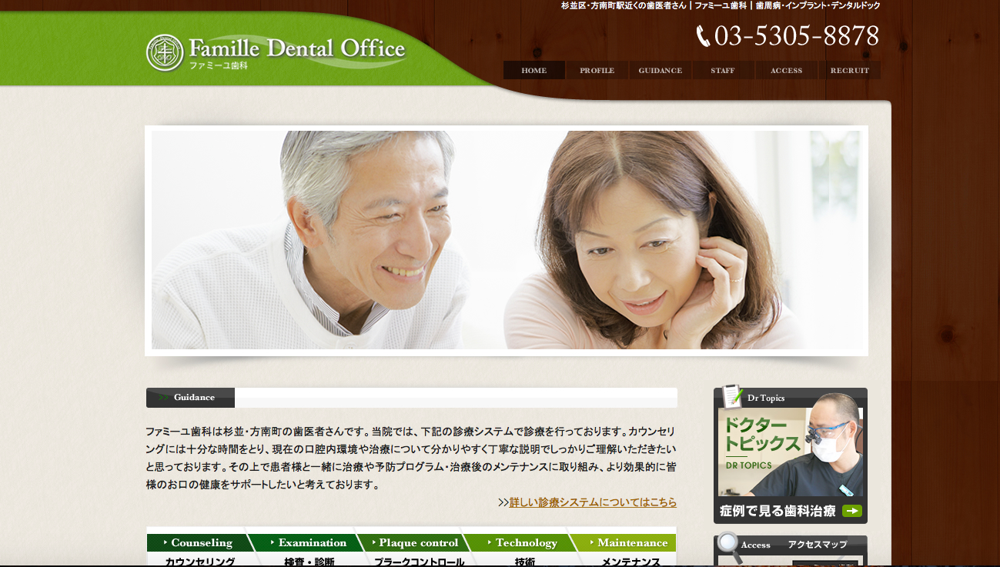 杉並区・方南町駅近くの歯医者さん｜ファミーユ歯科｜歯周病・インプラント・デンタルドック
Famille Dental Office
ファミーユ歯科
03-5305-8878
HOME PROFILE GUIDANCE STAFF ACCESS RECRUIT
>> Guidance
ファミーユ歯科は杉並・方南町の歯医者さんです。当院では、下記の診療システムで診療を行っております。カウンセリ
ングには十分な時間をとり、現在の口腔内環境や治療について分かりやすく丁寧な説明でしっかりご理解いただきたい
と思っております。その上で患者様と一緒に治療や予防プログラム・治療後のメンテナンスに取り組み、より効果的に皆
様のお口の健康をサポートしたいと考えております。
>>詳しい診療システムについてはこちら
Counseling Examination Plaque control Technology Maintenance
カウンセリング 検査・診断 プラークコントロール 技術 メンテナンス
Dr Topics
ドクター
トピックス
DR TOPICS
症例で見る歯科治療
Access アクセスマップ